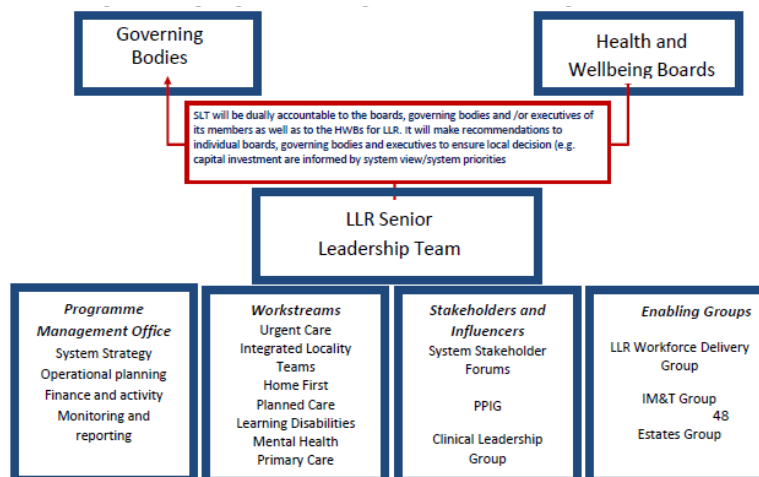 Governing
Bodies
Health and
Wellbeing Boards
SLT will be dually accountable to the boards, governing bodies and /or executives of
its members as well as to the HWBs for LLR. It will make recommendations to
individual boards, governing bodies and executives to ensure local decision (e.g.
capital investment are informed by system view/system priorities
LLR Senior
Leadership Team
Programme
Management Office
System Strategy
Operational planning
Finance and activity
Monitoring and
reporting
Workstreams
Urgent Care
Integrated Locality
Teams
Home First
Planned Care
Learning Disabilities
Mental Health
Primary Care
Stakeholders and
Influencers
System Stakeholder
Forums
PPIG
Clinical Leadership
Group
Enabling Groups
LLR Workforce Delivery
Group
IM&T Group
48
Estates Group